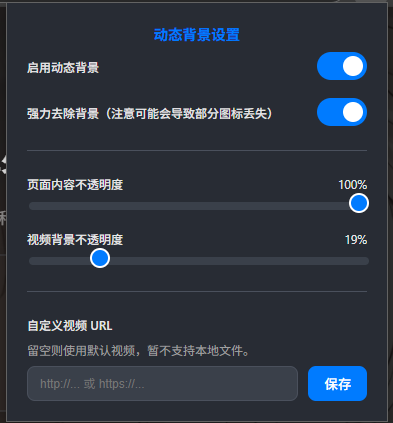 动态背景设置
启用动态背景
强力去除背景（注意可能会导致部分图标丢失）
页面内容不透明度 100%
视频背景不透明度 19%
自定义视频 URL
留空则使用默认视频，暂不支持本地文件。
http://... 或 https://... 保存